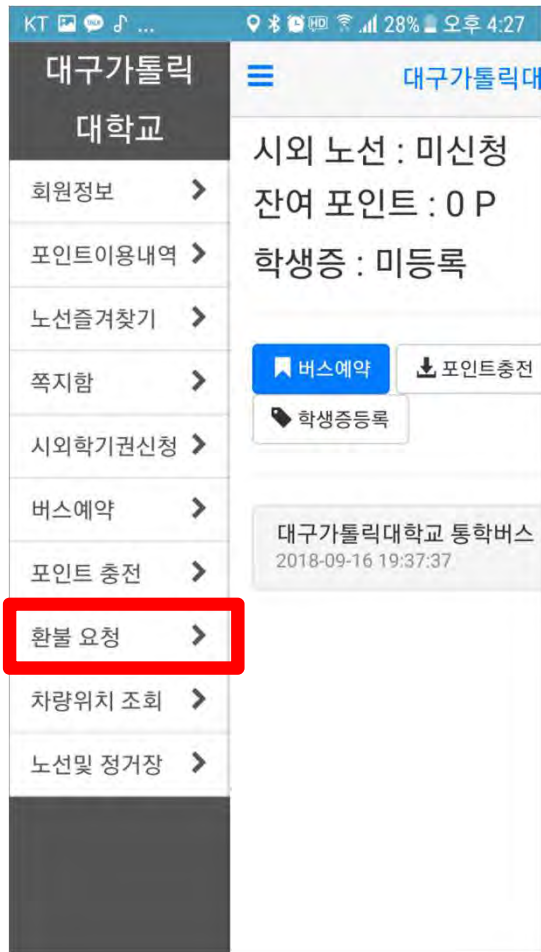 KT ... HD 28% 오후 4:27
대구가톨릭
대학교
회원정보
포인트이용내역
노선즐겨찾기
쪽지함
시외학기권신청
버스예약
포인트 충전
환불 요청
차량위치 조회
노선및 정거장
대구가톨릭대
시외 노선 : 미신청
잔여 포인트 : 0 P
학생증 : 미등록
버스예약 포인트충전
학생증등록
대구가톨릭대학교 통학버스
2018-09-16 19:37:37